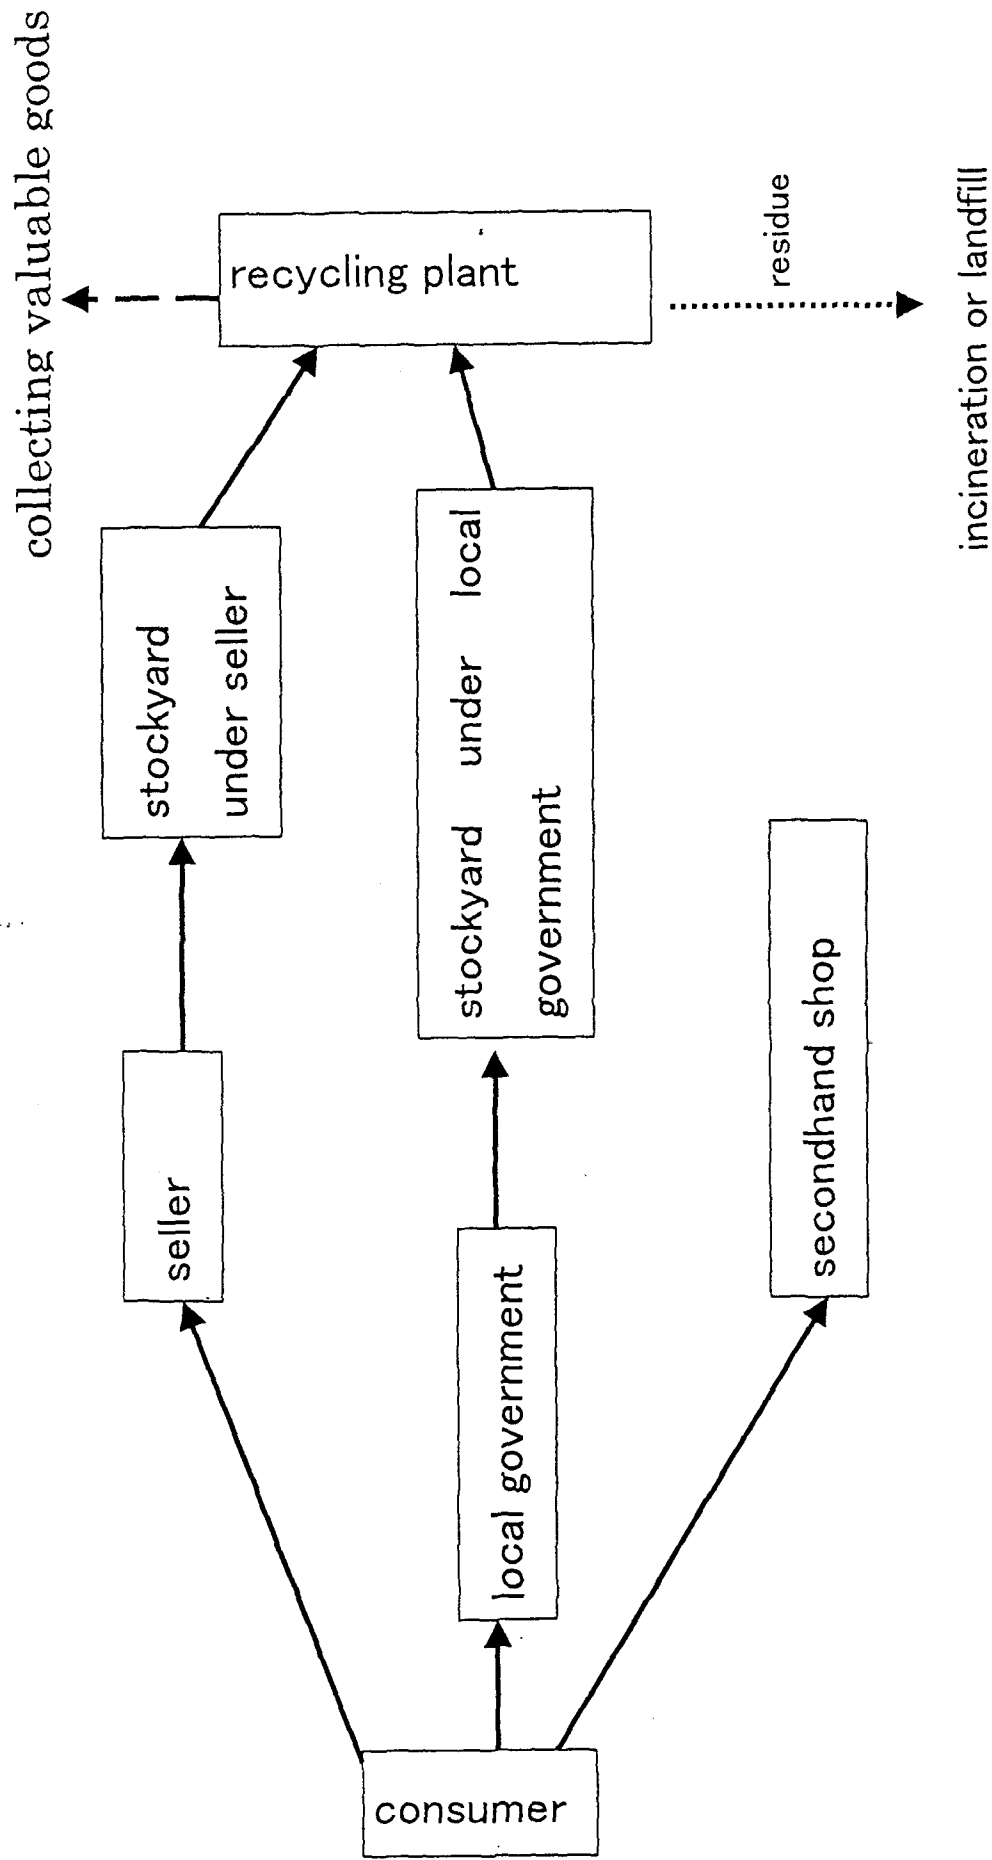 collecting valuable goods
recycling plant
residue
incineration or landfill
stockyard
under seller
stockyard under local
government
seller
local government
secondhand shop
consumer